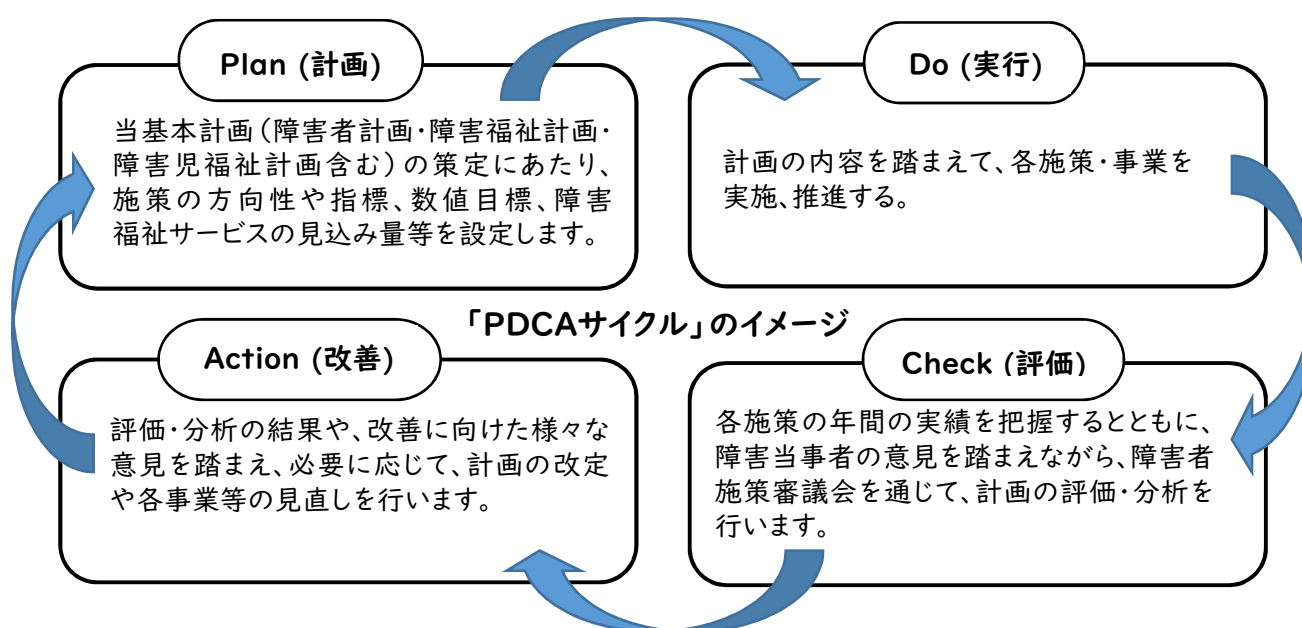 Plan (計画)
当基本計画(障害者計画・障害福祉計画・
障害児福祉計画含む)の策定にあたり、
施策の方向性や指標、数値目標、障害
福祉サービスの見込み量等を設定します。
Do (実行)
計画の内容を踏まえて、各施策・事業を
実施、推進する。
「PDCAサイクル」のイメージ
Action (改善)
評価・分析の結果や、改善に向けた様々な
意見を踏まえ、必要に応じて、計画の改定
や各事業等の見直しを行います。
Check (評価)
各施策の年間の実績を把握するとともに、
障害当事者の意見を踏まえながら、障害者
施策審議会を通じて、計画の評価・分析を
行います。